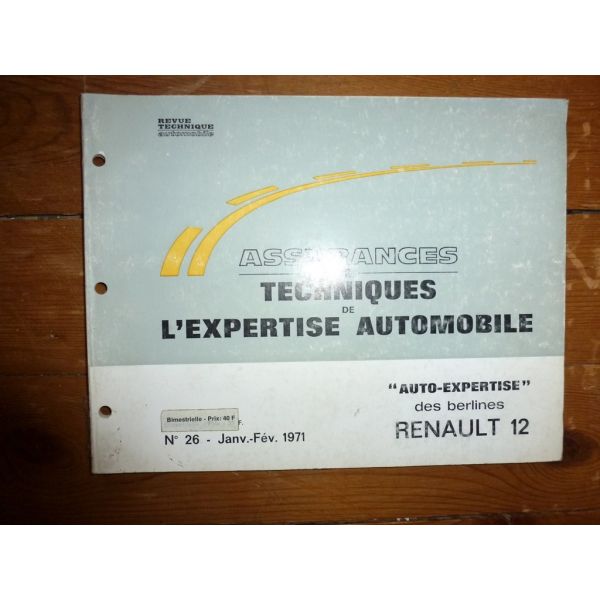 REVUE
TECHNIQUE
automobile
ASSURANCES
TECHNIQUES
DE
L'EXPERTISE AUTOMOBILE
"AUTO-EXPERTISE"
des berlines
RENAULT 12
Bimestrielle - Prix: 40 F
F.
N° 26 - Janv.-Fév. 1971